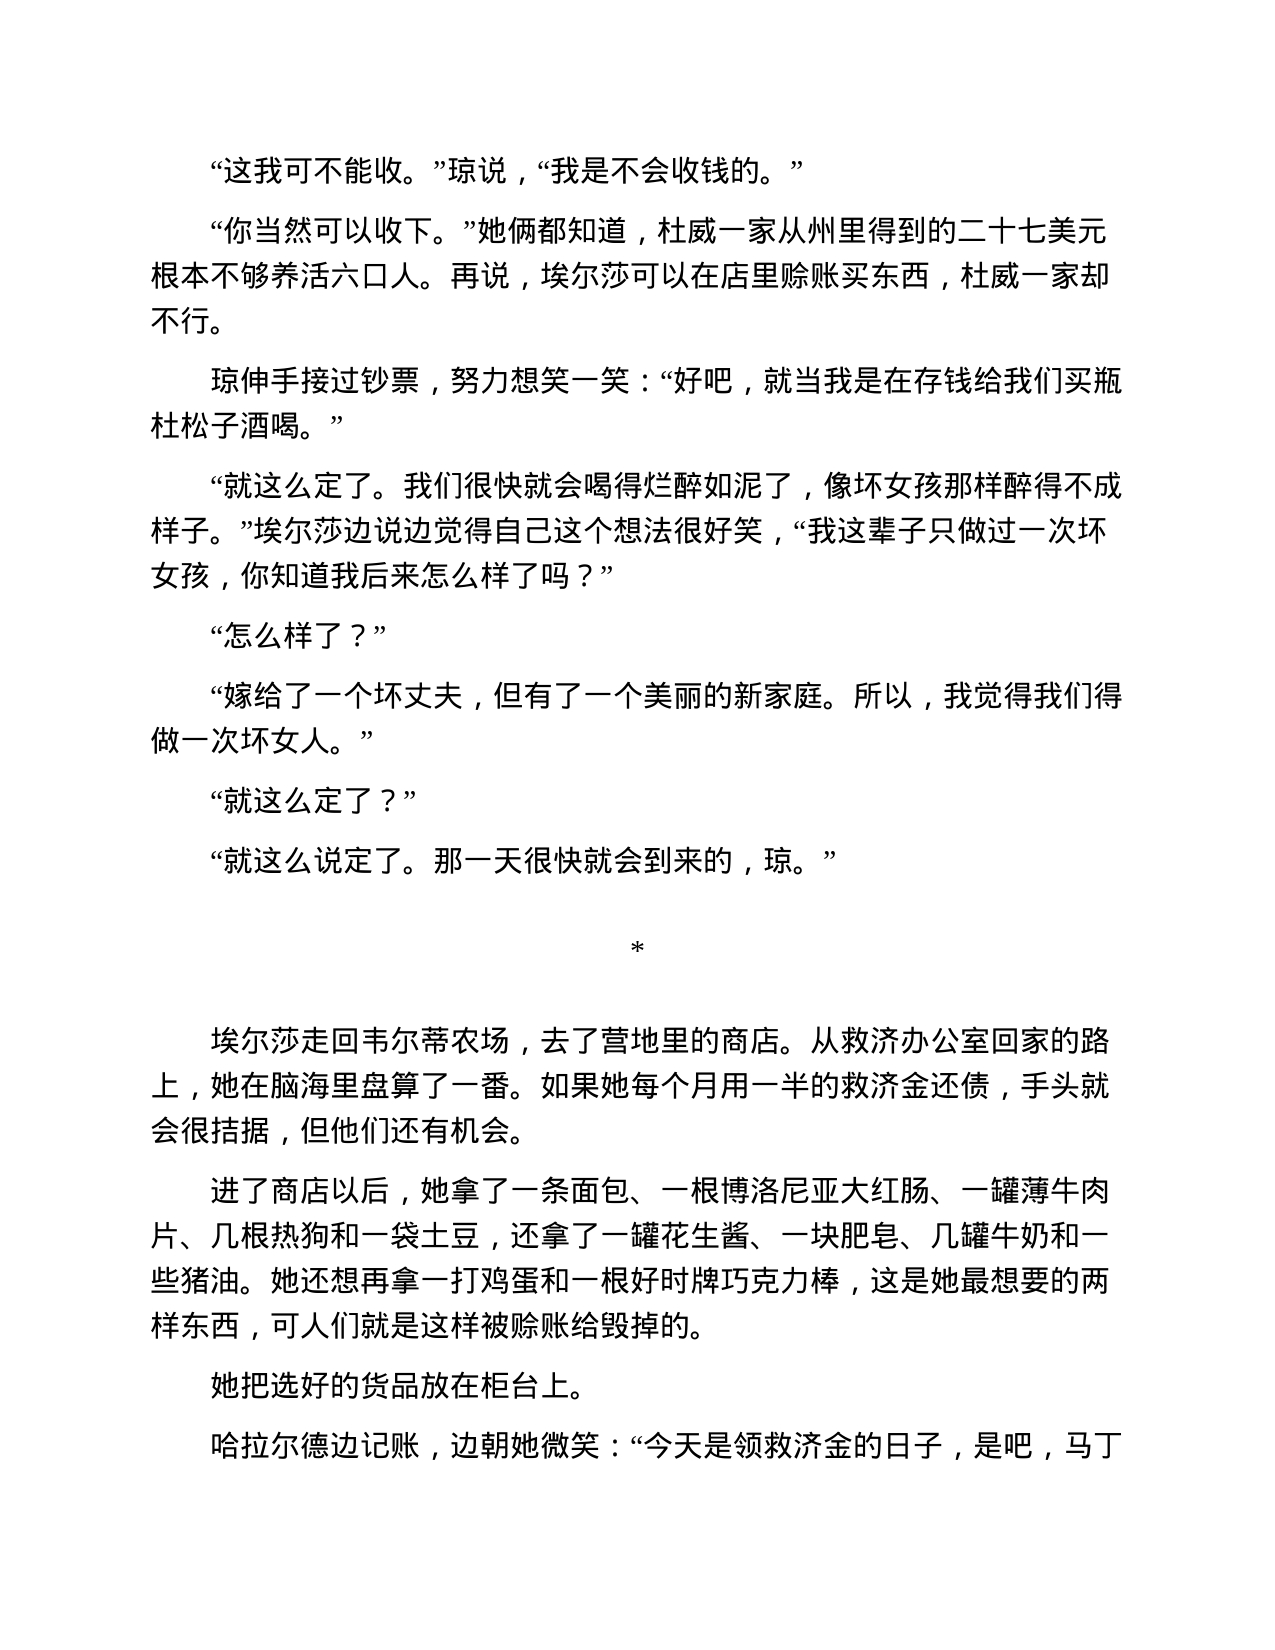 “这我可不能收。”琼说，“我是不会收钱的。”
“你当然可以收下。”她俩都知道，杜威一家从州里得到的二十七美元
根本不够养活六口人。再说，埃尔莎可以在店里赊账买东西，杜威一家却
不行。
琼伸手接过钞票，努力想笑一笑：“好吧，就当我是在存钱给我们买瓶
杜松子酒喝。”
“就这么定了。我们很快就会喝得烂醉如泥了，像坏女孩那样醉得不成
样子。”埃尔莎边说边觉得自己这个想法很好笑，“我这辈子只做过一次坏
女孩，你知道我后来怎么样了吗？”
“怎么样了？”
“嫁给了一个坏丈夫，但有了一个美丽的新家庭。所以，我觉得我们得
做一次坏女人。”
“就这么定了？”
“就这么说定了。那一天很快就会到来的，琼。”
*
埃尔莎走回韦尔蒂农场，去了营地里的商店。从救济办公室回家的路
上，她在脑海里盘算了一番。如果她每个月用一半的救济金还债，手头就
会很拮据，但他们还有机会。
进了商店以后，她拿了一条面包、一根博洛尼亚大红肠、一罐薄牛肉
片、几根热狗和一袋土豆，还拿了一罐花生酱、一块肥皂、几罐牛奶和一
些猪油。她还想再拿一打鸡蛋和一根好时牌巧克力棒，这是她最想要的两
样东西，可人们就是这样被赊账给毁掉的。
她把选好的货品放在柜台上。
哈拉尔德边记账，边朝她微笑：“今天是领救济金的日子，是吧，马丁